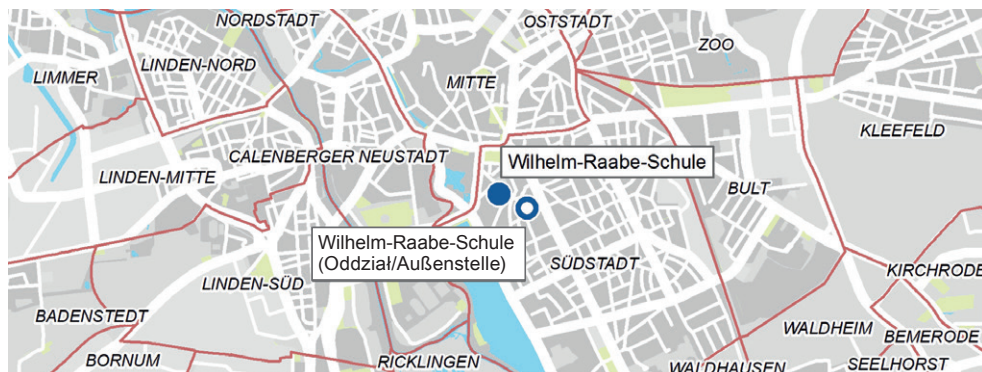 NORDSTADT
OSTSTADT
ZOO
LIMMER
LINDEN-NORD
MITTE
KLEEFELD
CALENBERGER NEUSTADT
Wilhelm-Raabe-Schule
LINDEN-MITTE
BULT
Wilhelm-Raabe-Schule
(Oddział/Außenstelle)
SÜDSTADT
LINDEN-SÜD
KIRCHRODE
BADENSTEDT
WALDHEIM
BEMERODE
BORNUM
RICKLINGEN
WALDHAUSEN
SEELHORST